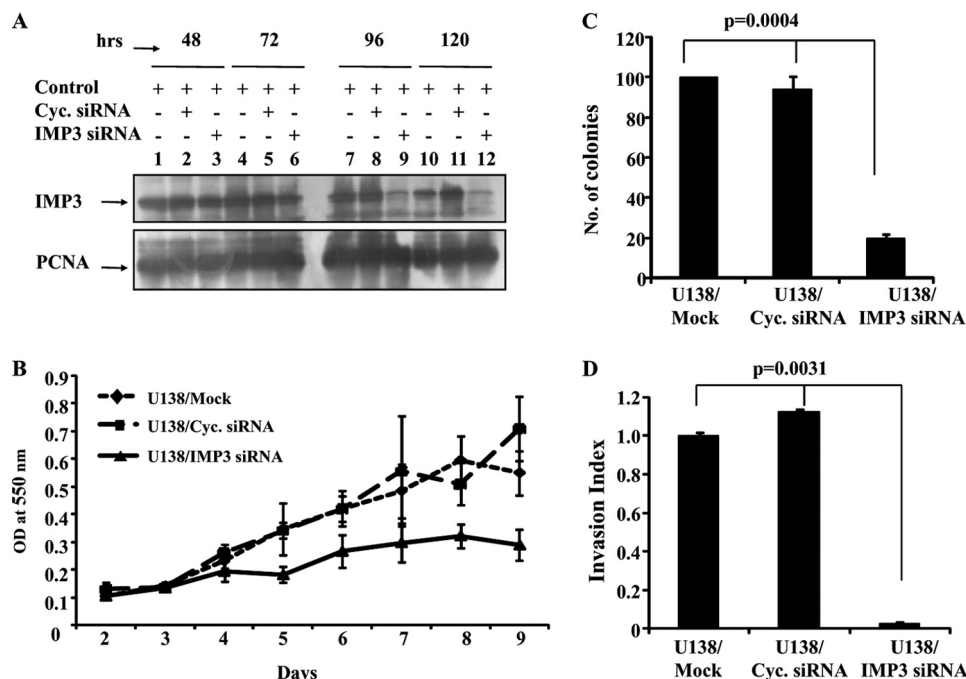 A
hrs 48 72 96 120
Control + + + + + + + + + + + +
Cyc. siRNA - + - - + - - + - - + -
IMP3 siRNA - - + - - + - - + - - +
1 2 3 4 5 6 7 8 9 10 11 12
IMP3
PCNA
B
0.9
0.8
0.7
0.6
0.5
0.4
0.3
0.2
0.1
0
OD at 550 nm
U138/Mock
U138/Cyc. siRNA
U138/IMP3 siRNA
2 3 4 5 6 7 8 9
Days
C
p=0.0004
120
100
80
60
40
20
0
No. of colonies
U138/ U138/ U138/
Mock Cyc. siRNA IMP3 siRNA
D
p=0.0031
1.2
1.0
0.8
0.6
0.4
0.2
0
Invasion Index
U138/ U138/ U138/
Mock Cyc. siRNA IMP3 siRNA